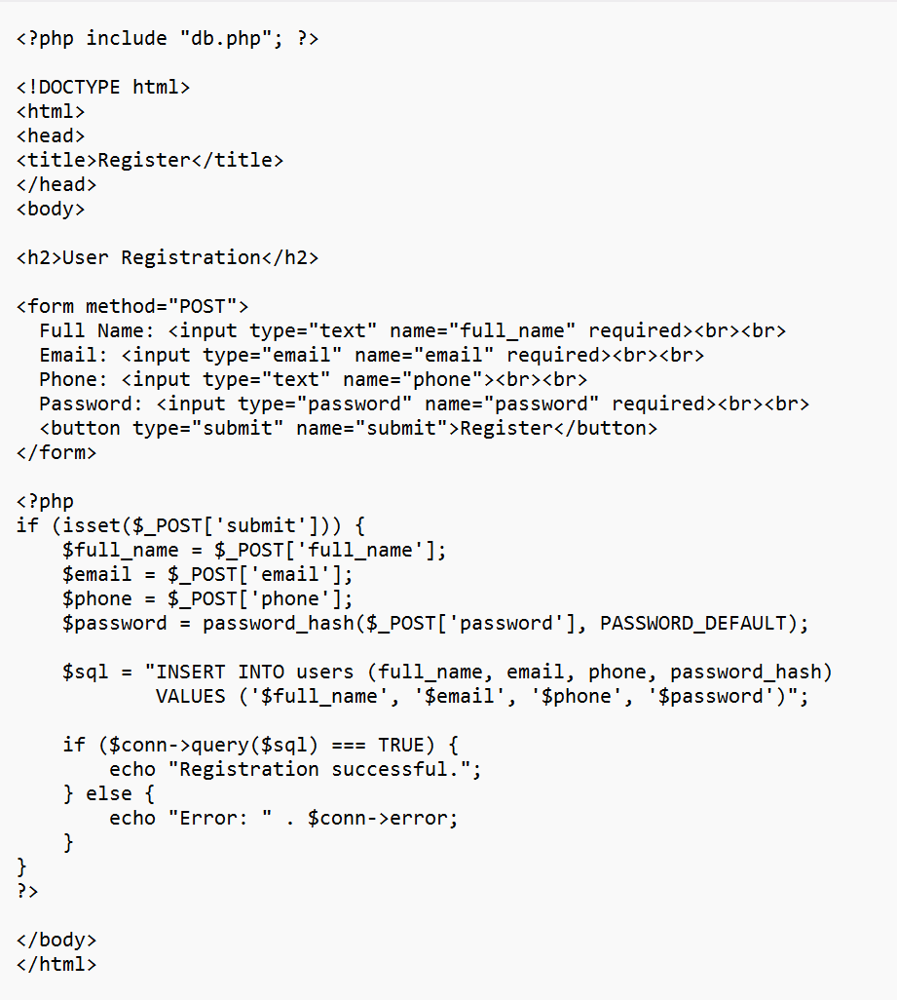 <?php include "db.php"; ?>
<!DOCTYPE html>
<html>
<head>
<title>Register</title>
</head>
<body>
<h2>User Registration</h2>
<form method="POST">
  Full Name: <input type="text" name="full_name" required><br><br>
  Email: <input type="email" name="email" required><br><br>
  Phone: <input type="text" name="phone"><br><br>
  Password: <input type="password" name="password" required><br><br>
  <button type="submit" name="submit">Register</button>
</form>
<?php
if (isset($_POST['submit'])) {
    $full_name = $_POST['full_name'];
    $email = $_POST['email'];
    $phone = $_POST['phone'];
    $password = password_hash($_POST['password'], PASSWORD_DEFAULT);
    $sql = "INSERT INTO users (full_name, email, phone, password_hash)
            VALUES ('$full_name', '$email', '$phone', '$password')";
    if ($conn->query($sql) === TRUE) {
        echo "Registration successful.";
    } else {
        echo "Error: " . $conn->error;
    }
}
?>
</body>
</html>